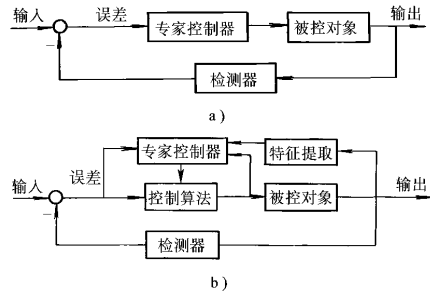 输入 误差 专家控制器 被控对象 输出
检测器
a)
专家控制器 特征提取
输入 误差 控制算法 被控对象 输出
检测器
b)